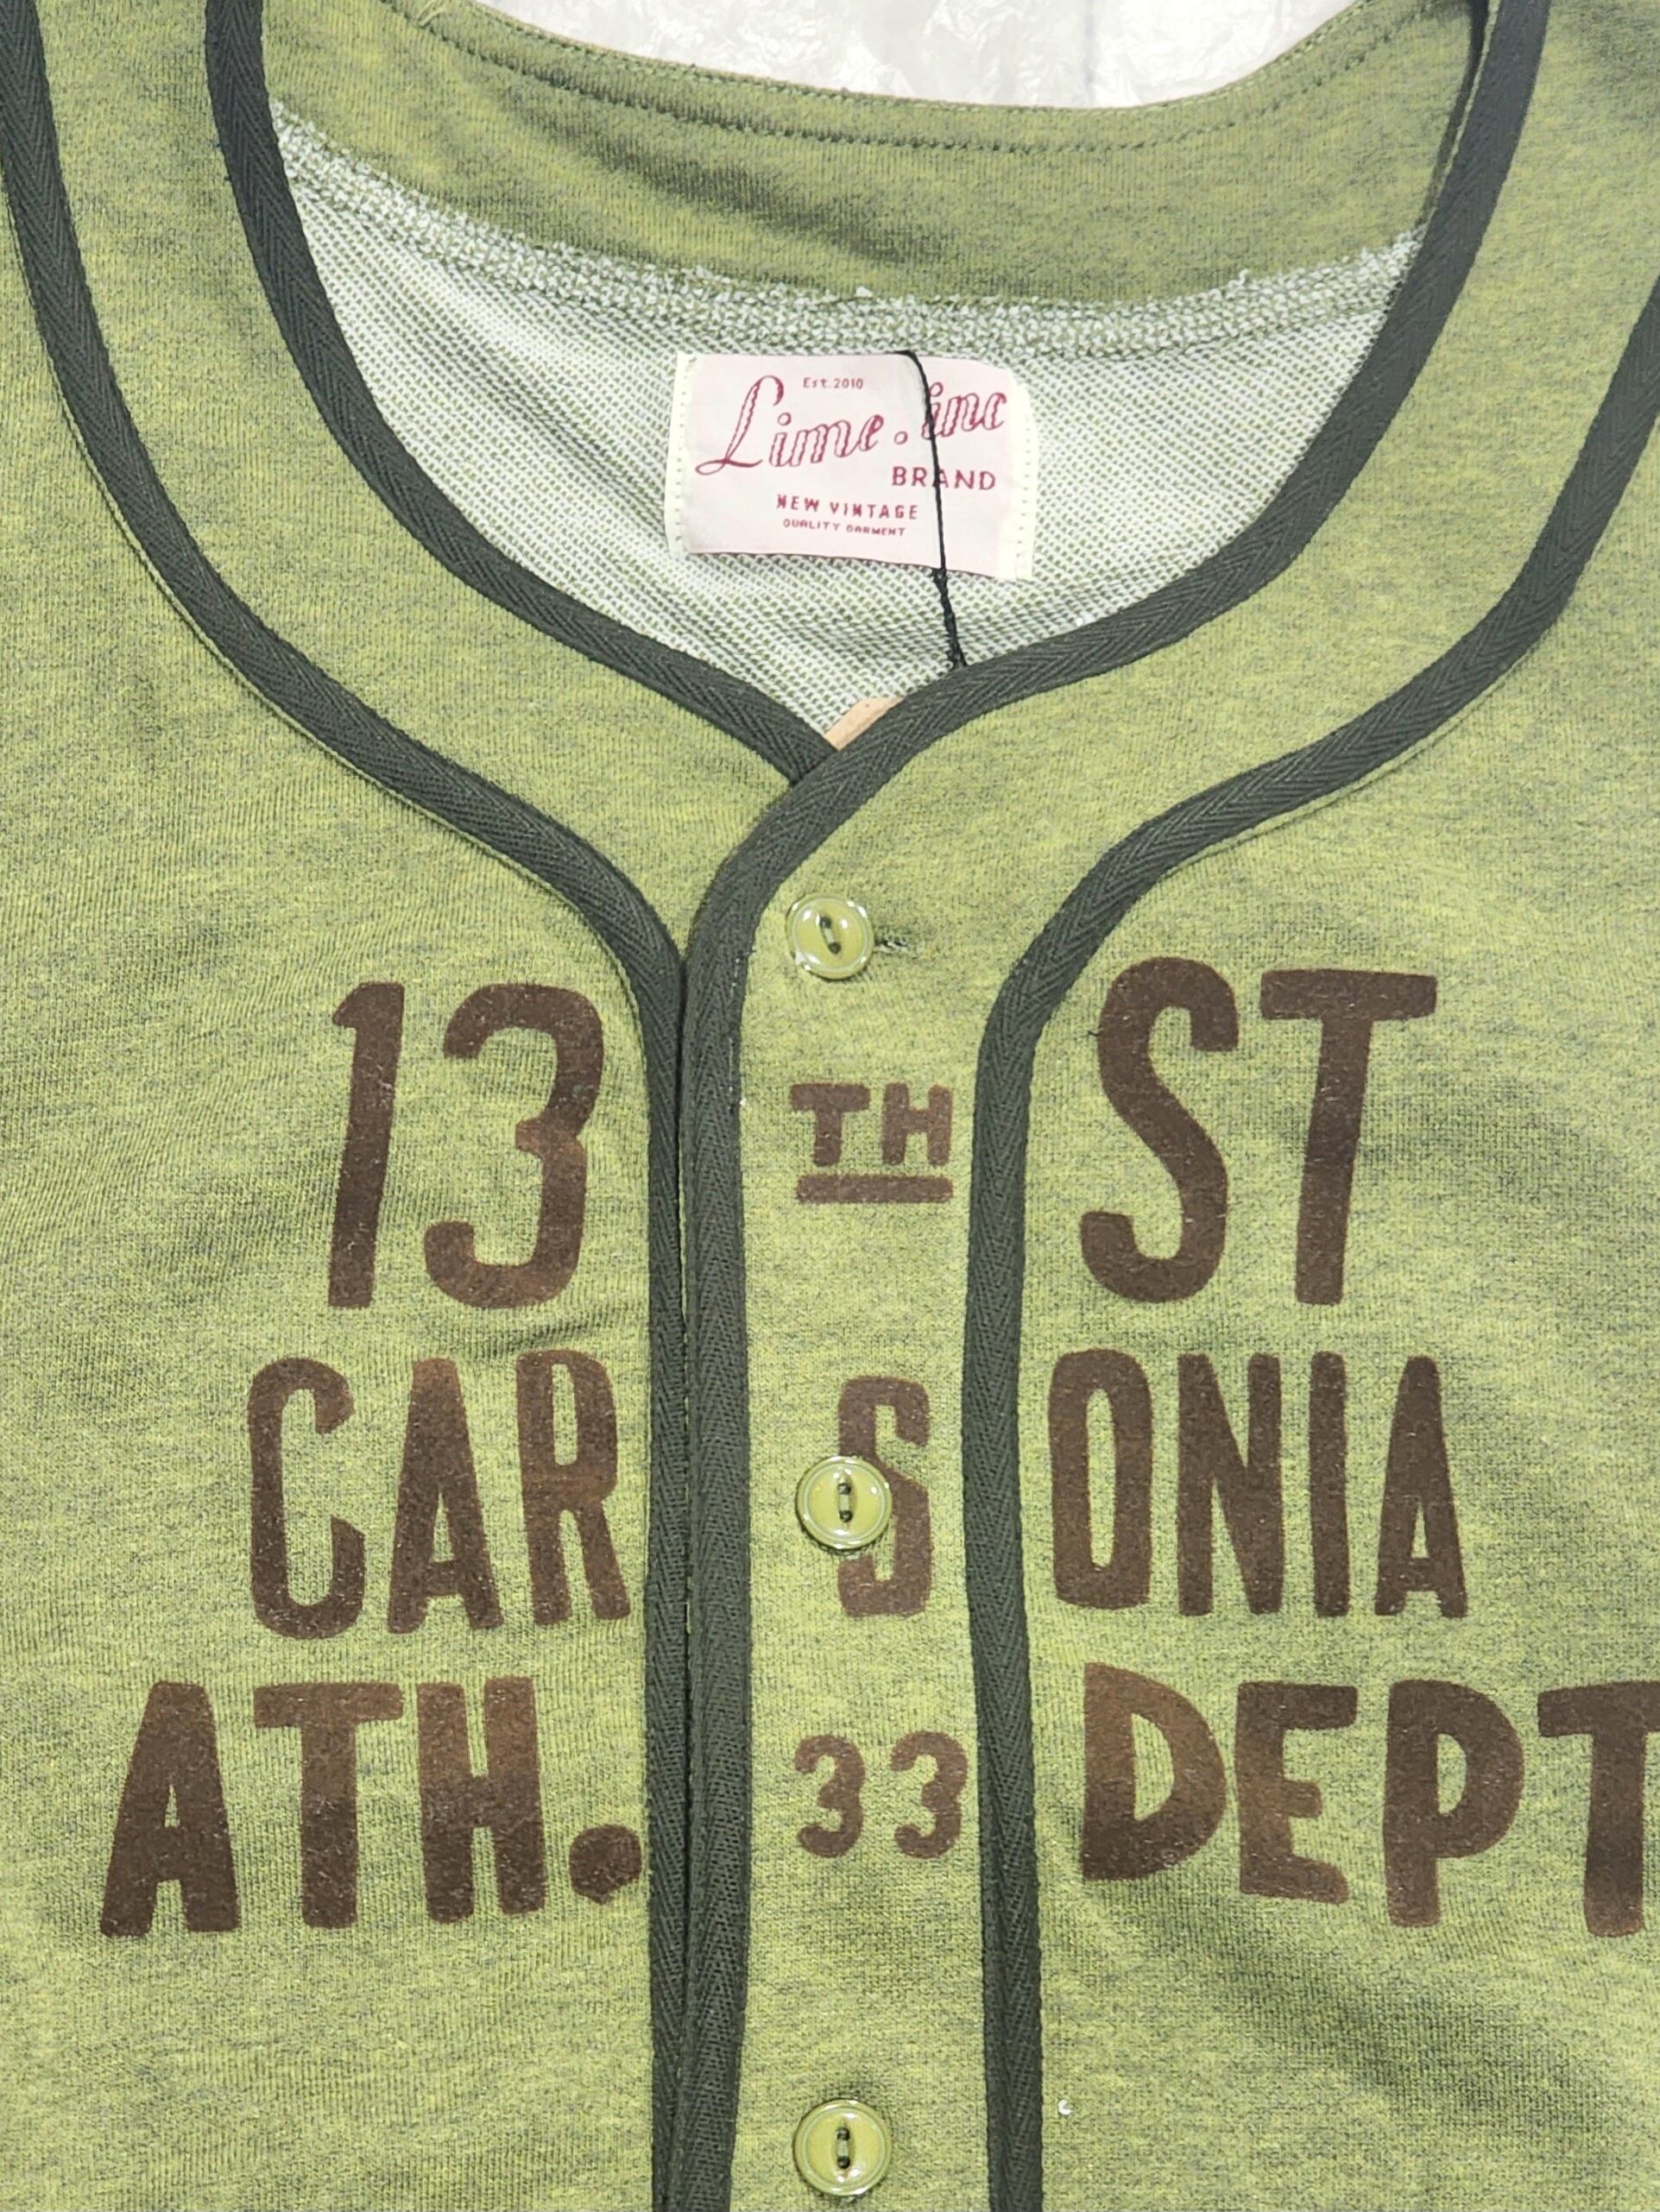 Est.2010
Lime.inc
BRAND
NEW VINTAGE
QUALITY GARMENT
13 TH ST
CAR S ONIA
ATH. 33 DEPT